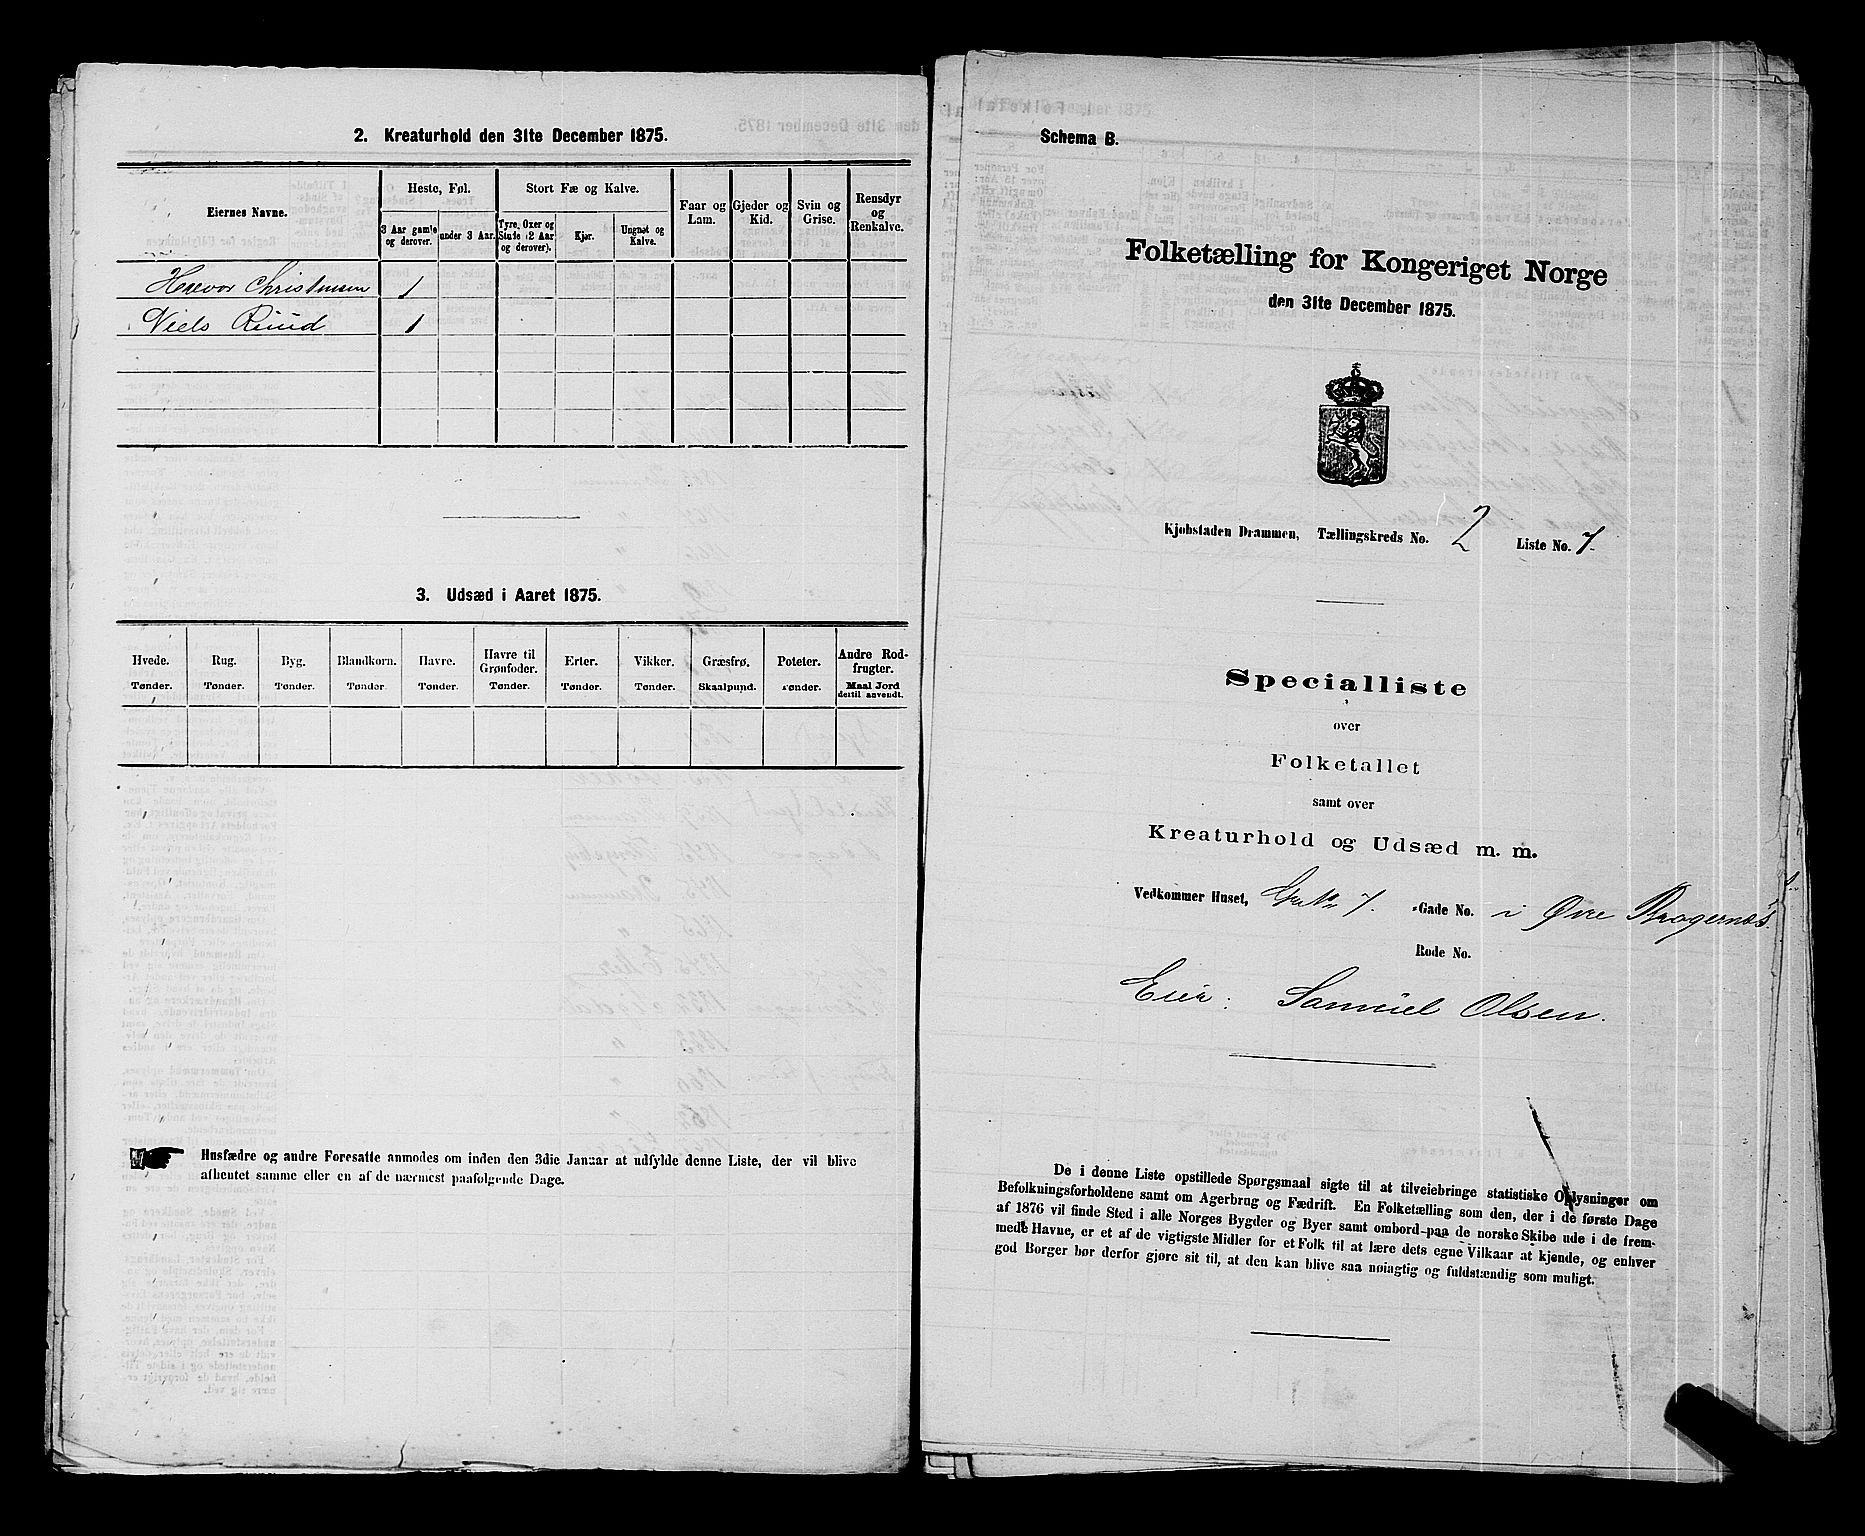 2. Kreaturhold den 31te December 1875.
Eiernes Navne.
Heste, Føl.
Stort Fæ og Kalve.
Faar og Lam.
Gjeder og Kid.
Svin og Grise.
Rensdyr og Renkalve.
3 Aar gamle og derover.
under 3 Aar.
Tyre, Oxer og Stude (2 Aar og derover).
Kjør.
Ungnøt og Kalve.
Christensen 1
Niels Ruud 1
3. Udsæd i Aaret 1875.
Hvede. Rug. Byg. Blandkorn. Havre. Havre til Grønfoder. Erter. Vikker. Græsfrø. Poteter. Andre Rodfrugter.
Tønder. Tønder. Tønder. Tønder. Tønder. Tønder. Tønder. Tønder. Skaalpund. Tønder. Maal Jord dertil anvendt.
Husfædre og andre Foresatte anmodes om inden den 3die Januar at udfylde denne Liste, der vil blive
afhentet samme eller en af de nærmest paafølgende Dage.
Schema B.
Folketælling for Kongeriget Norge
den 31te December 1875.
Kjøbstaden Drammen, Tællingskreds No. 2 Liste No. 7
Specialliste
over
Folketallet
samt over
Kreaturhold og Udsæd m. m.
Vedkommer Huset, 7. Gade No. i Øvre Bragernæs.
Rode No.
Eier: Samuel Olsen.
De i denne Liste opstillede Spørgsmaal sigte til at tilveiebringe statistiske Oplysninger om
Befolkningsforholdene samt om Agerbrug og Fædrift. En Folketælling som den, der i de første Dage
af 1876 vil finde Sted i alle Norges Bygder og Byer samt ombord paa de norske Skibe ude i de frem-
mede Havne, er et af de vigtigste Midler for et Folk til at lære dets egne Vilkaar at kjende, og enhver
god Borger bør derfor gjøre sit til, at den kan blive saa nøiagtig og fuldstændig som muligt.